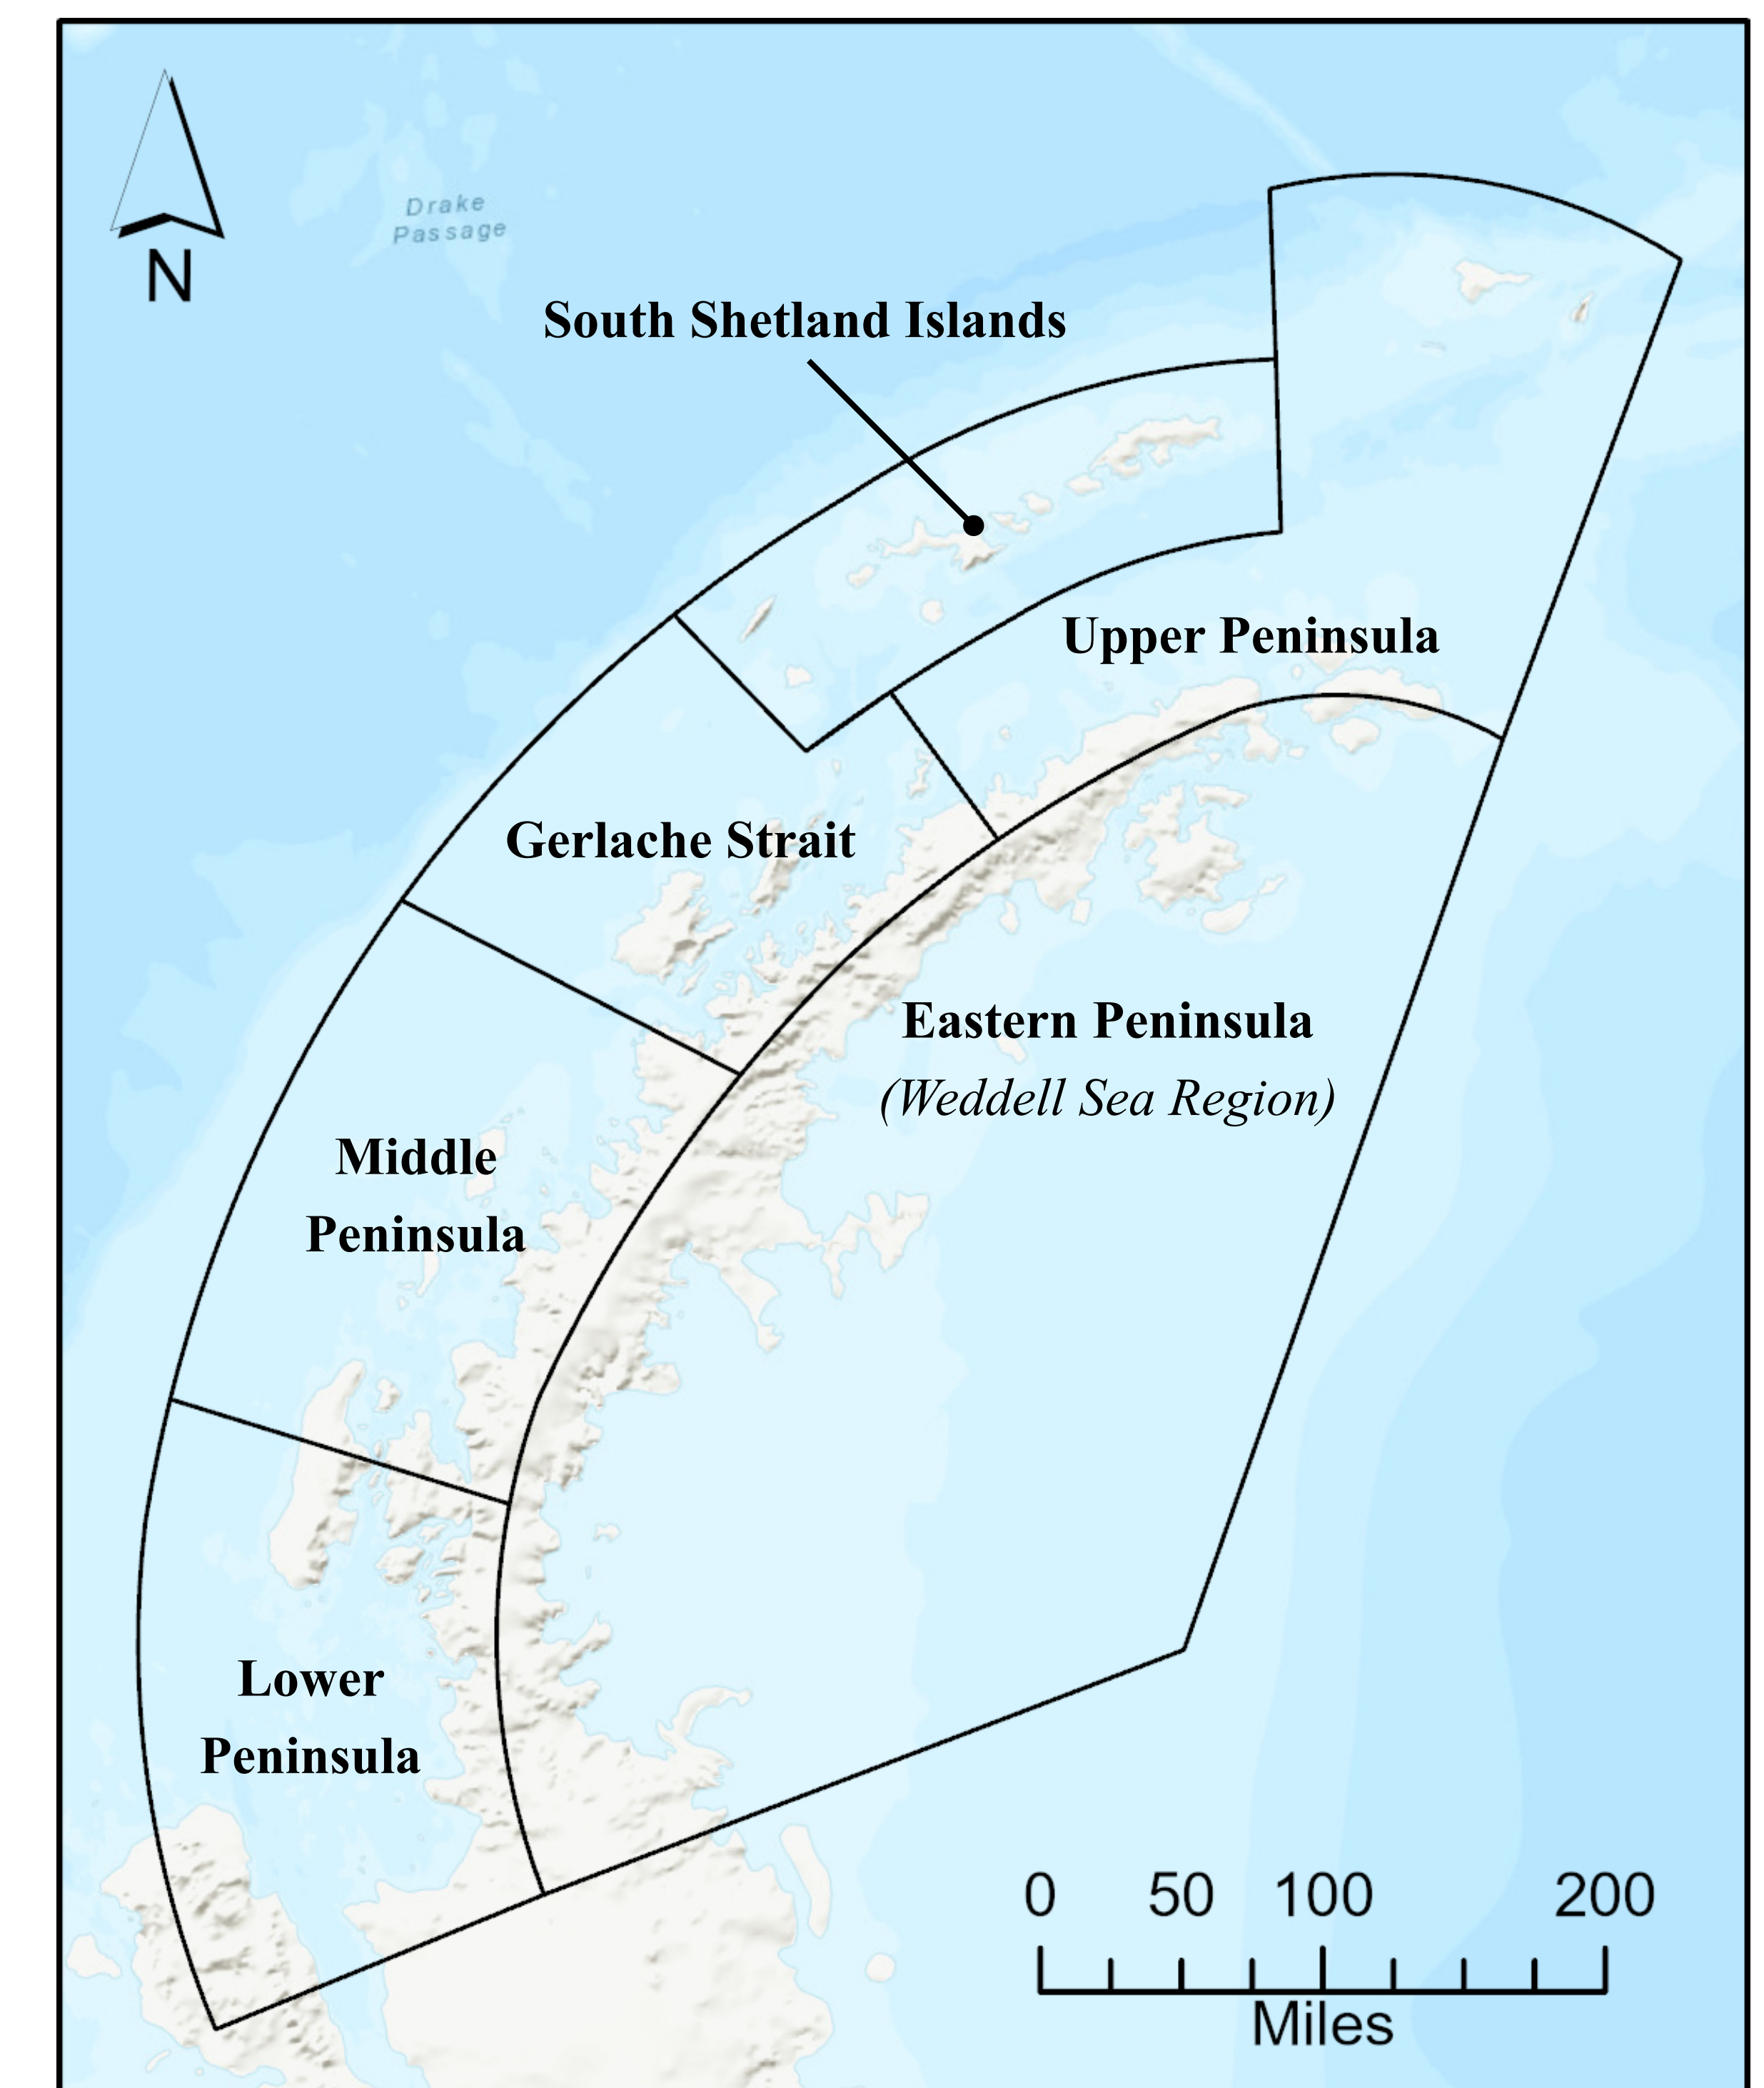 Drake
Passage
N
South Shetland Islands
Upper Peninsula
Gerlache Strait
Eastern Peninsula
(Weddell Sea Region)
Middle
Peninsula
Lower
Peninsula
0 50 100 200
Miles